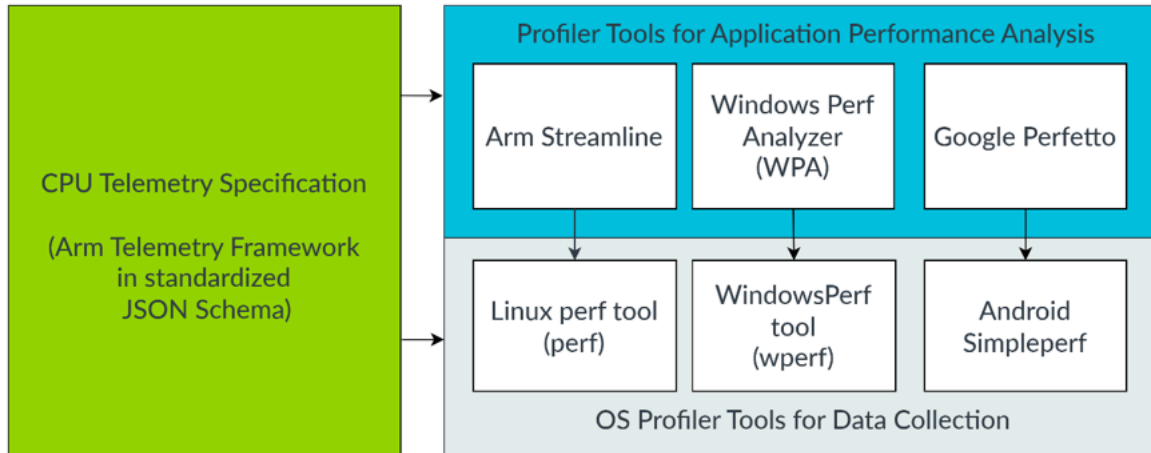 CPU Telemetry Specification
(Arm Telemetry Framework
in standardized
JSON Schema)
Profiler Tools for Application Performance Analysis
Arm Streamline
Windows Perf
Analyzer
(WPA)
Google Perfetto
Linux perf tool
(perf)
WindowsPerf
tool
(wperf)
Android
Simpleperf
OS Profiler Tools for Data Collection